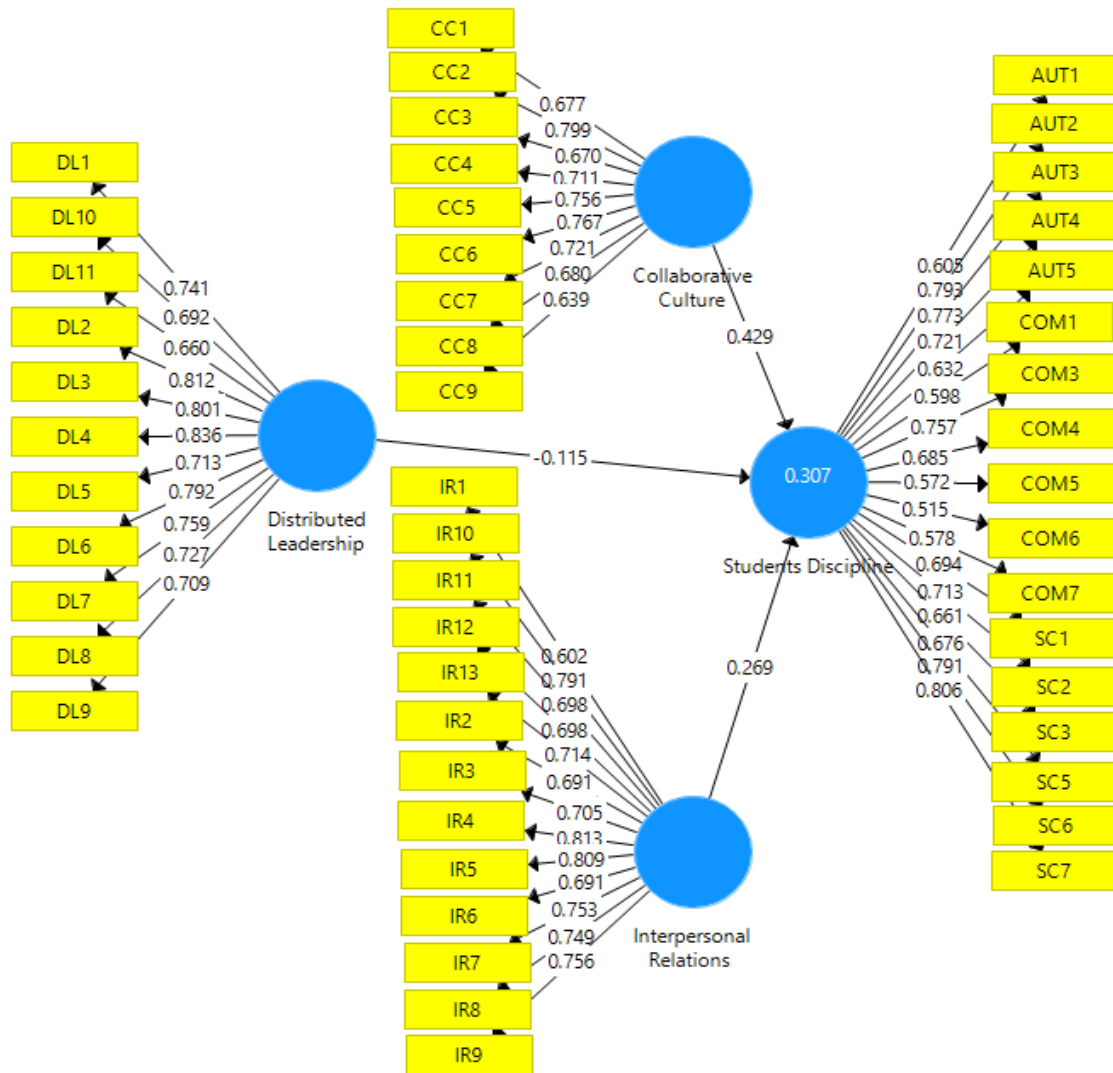 DL1
DL10
DL11
DL2
DL3
DL4
DL5
DL6
DL7
DL8
DL9
0.741
0.692
0.660
0.812
0.801
0.836
0.713
0.792
0.759
0.727
0.709
Distributed
Leadership
CC1
CC2
CC3
CC4
CC5
CC6
CC7
CC8
CC9
0.677
0.799
0.670
0.711
0.756
0.767
0.721
0.680
0.639
Collaborative
Culture
0.429
-0.115
0.269
IR1
IR10
IR11
IR12
IR13
IR2
IR3
IR4
IR5
IR6
IR7
IR8
IR9
0.602
0.791
0.698
0.698
0.714
0.691
0.705
0.813
0.809
0.691
0.753
0.749
0.756
Interpersonal
Relations
0.307
Students Discipline
0.605
0.793
0.773
0.721
0.632
0.598
0.757
0.685
0.572
0.515
0.578
0.694
0.713
0.661
0.676
0.791
0.806
AUT1
AUT2
AUT3
AUT4
AUT5
COM1
COM3
COM4
COM5
COM6
COM7
SC1
SC2
SC3
SC5
SC6
SC7